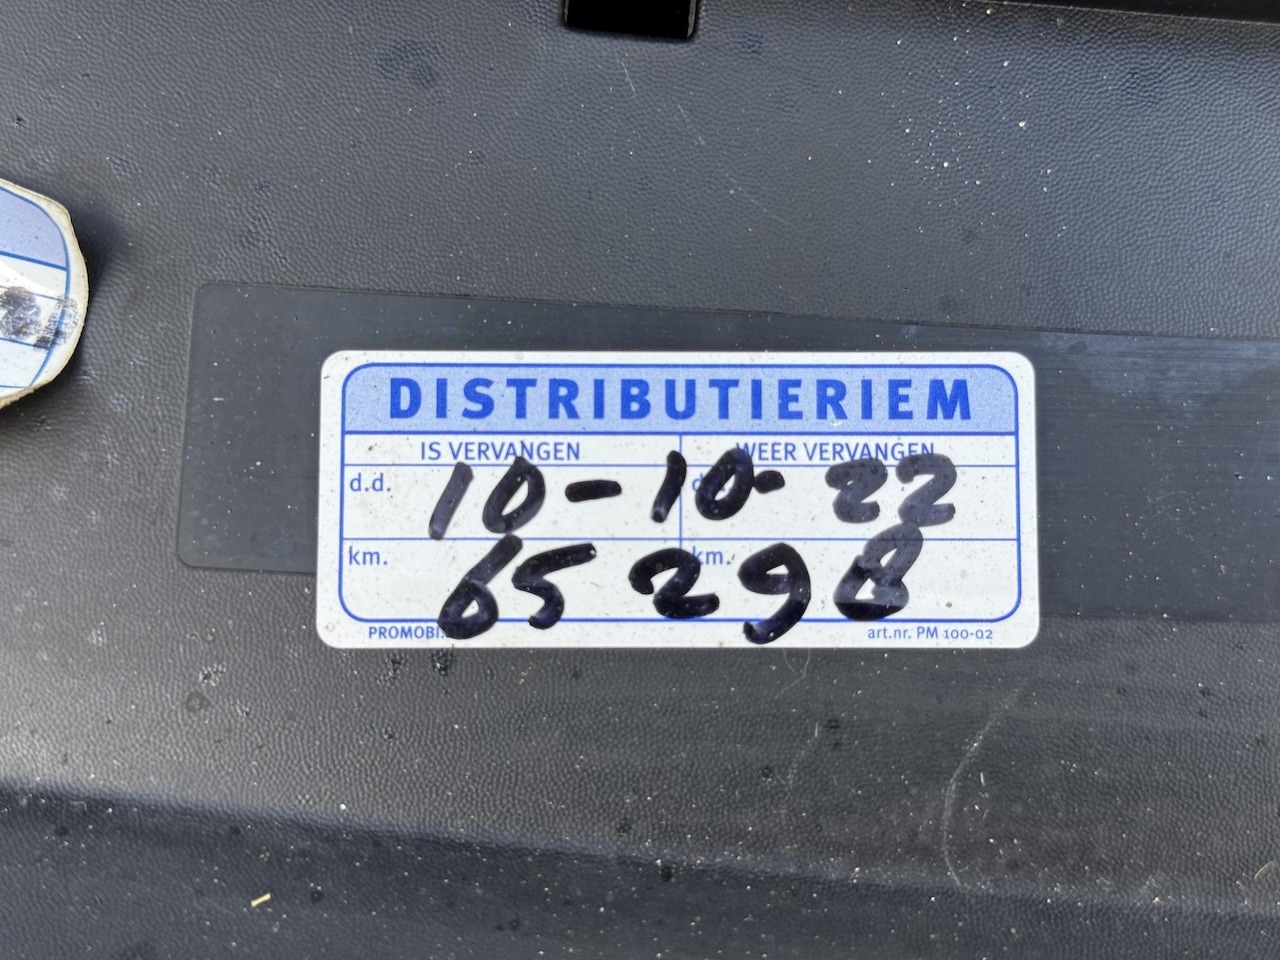 DISTRIBUTIERIEM
IS VERVANGEN WEER VERVANGEN
d.d. 10-10-22
km. 65298 km.
art.nr. PM 100-02